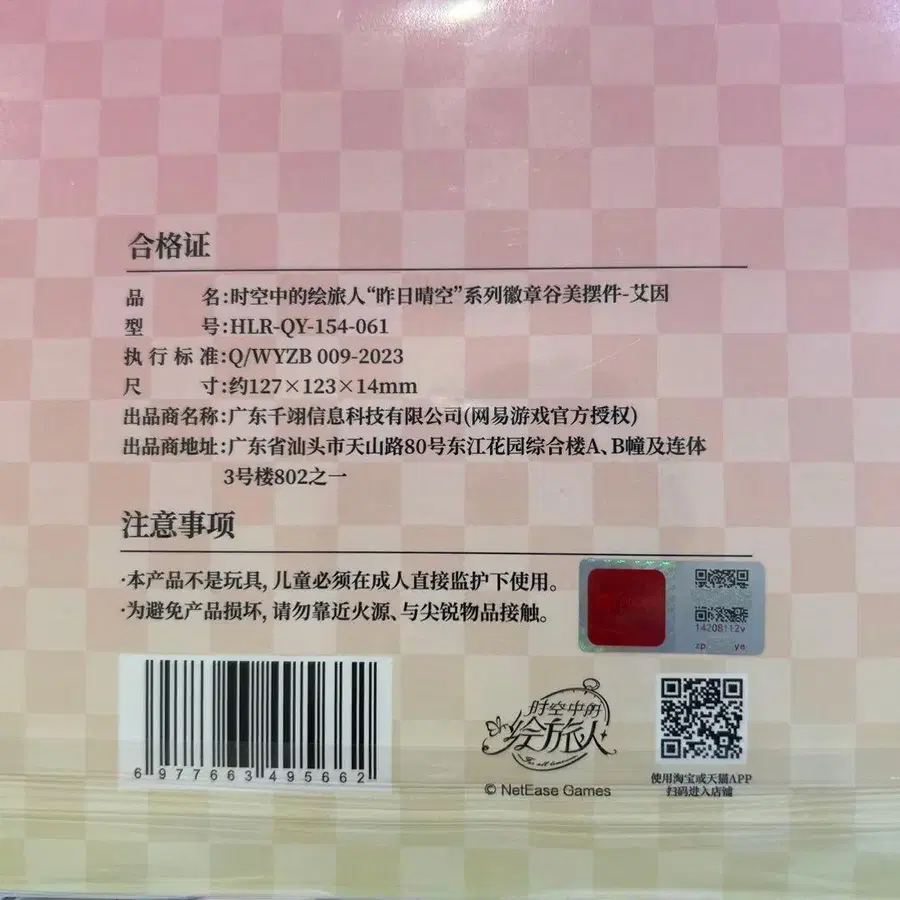 合格证
品 名:时空中的绘旅人“昨日晴空”系列徽章谷美摆件-艾因
型 号:HLR-QY-154-061
执行标准:Q/WYZB 009-2023
尺 寸:约127×123×14mm
出品商名称:广东千翊信息科技有限公司(网易游戏官方授权)
出品商地址:广东省汕头市天山路80号东江花园综合楼A、B幢及连体
3号楼802之一
注意事项
·本产品不是玩具,儿童必须在成人直接监护下使用。
·为避免产品损坏,请勿靠近火源、与尖锐物品接触。
14208112v
zp ye
6 977663 495662
时空中的
绘旅人
© NetEase Games
使用淘宝或天猫APP
扫码进入店铺